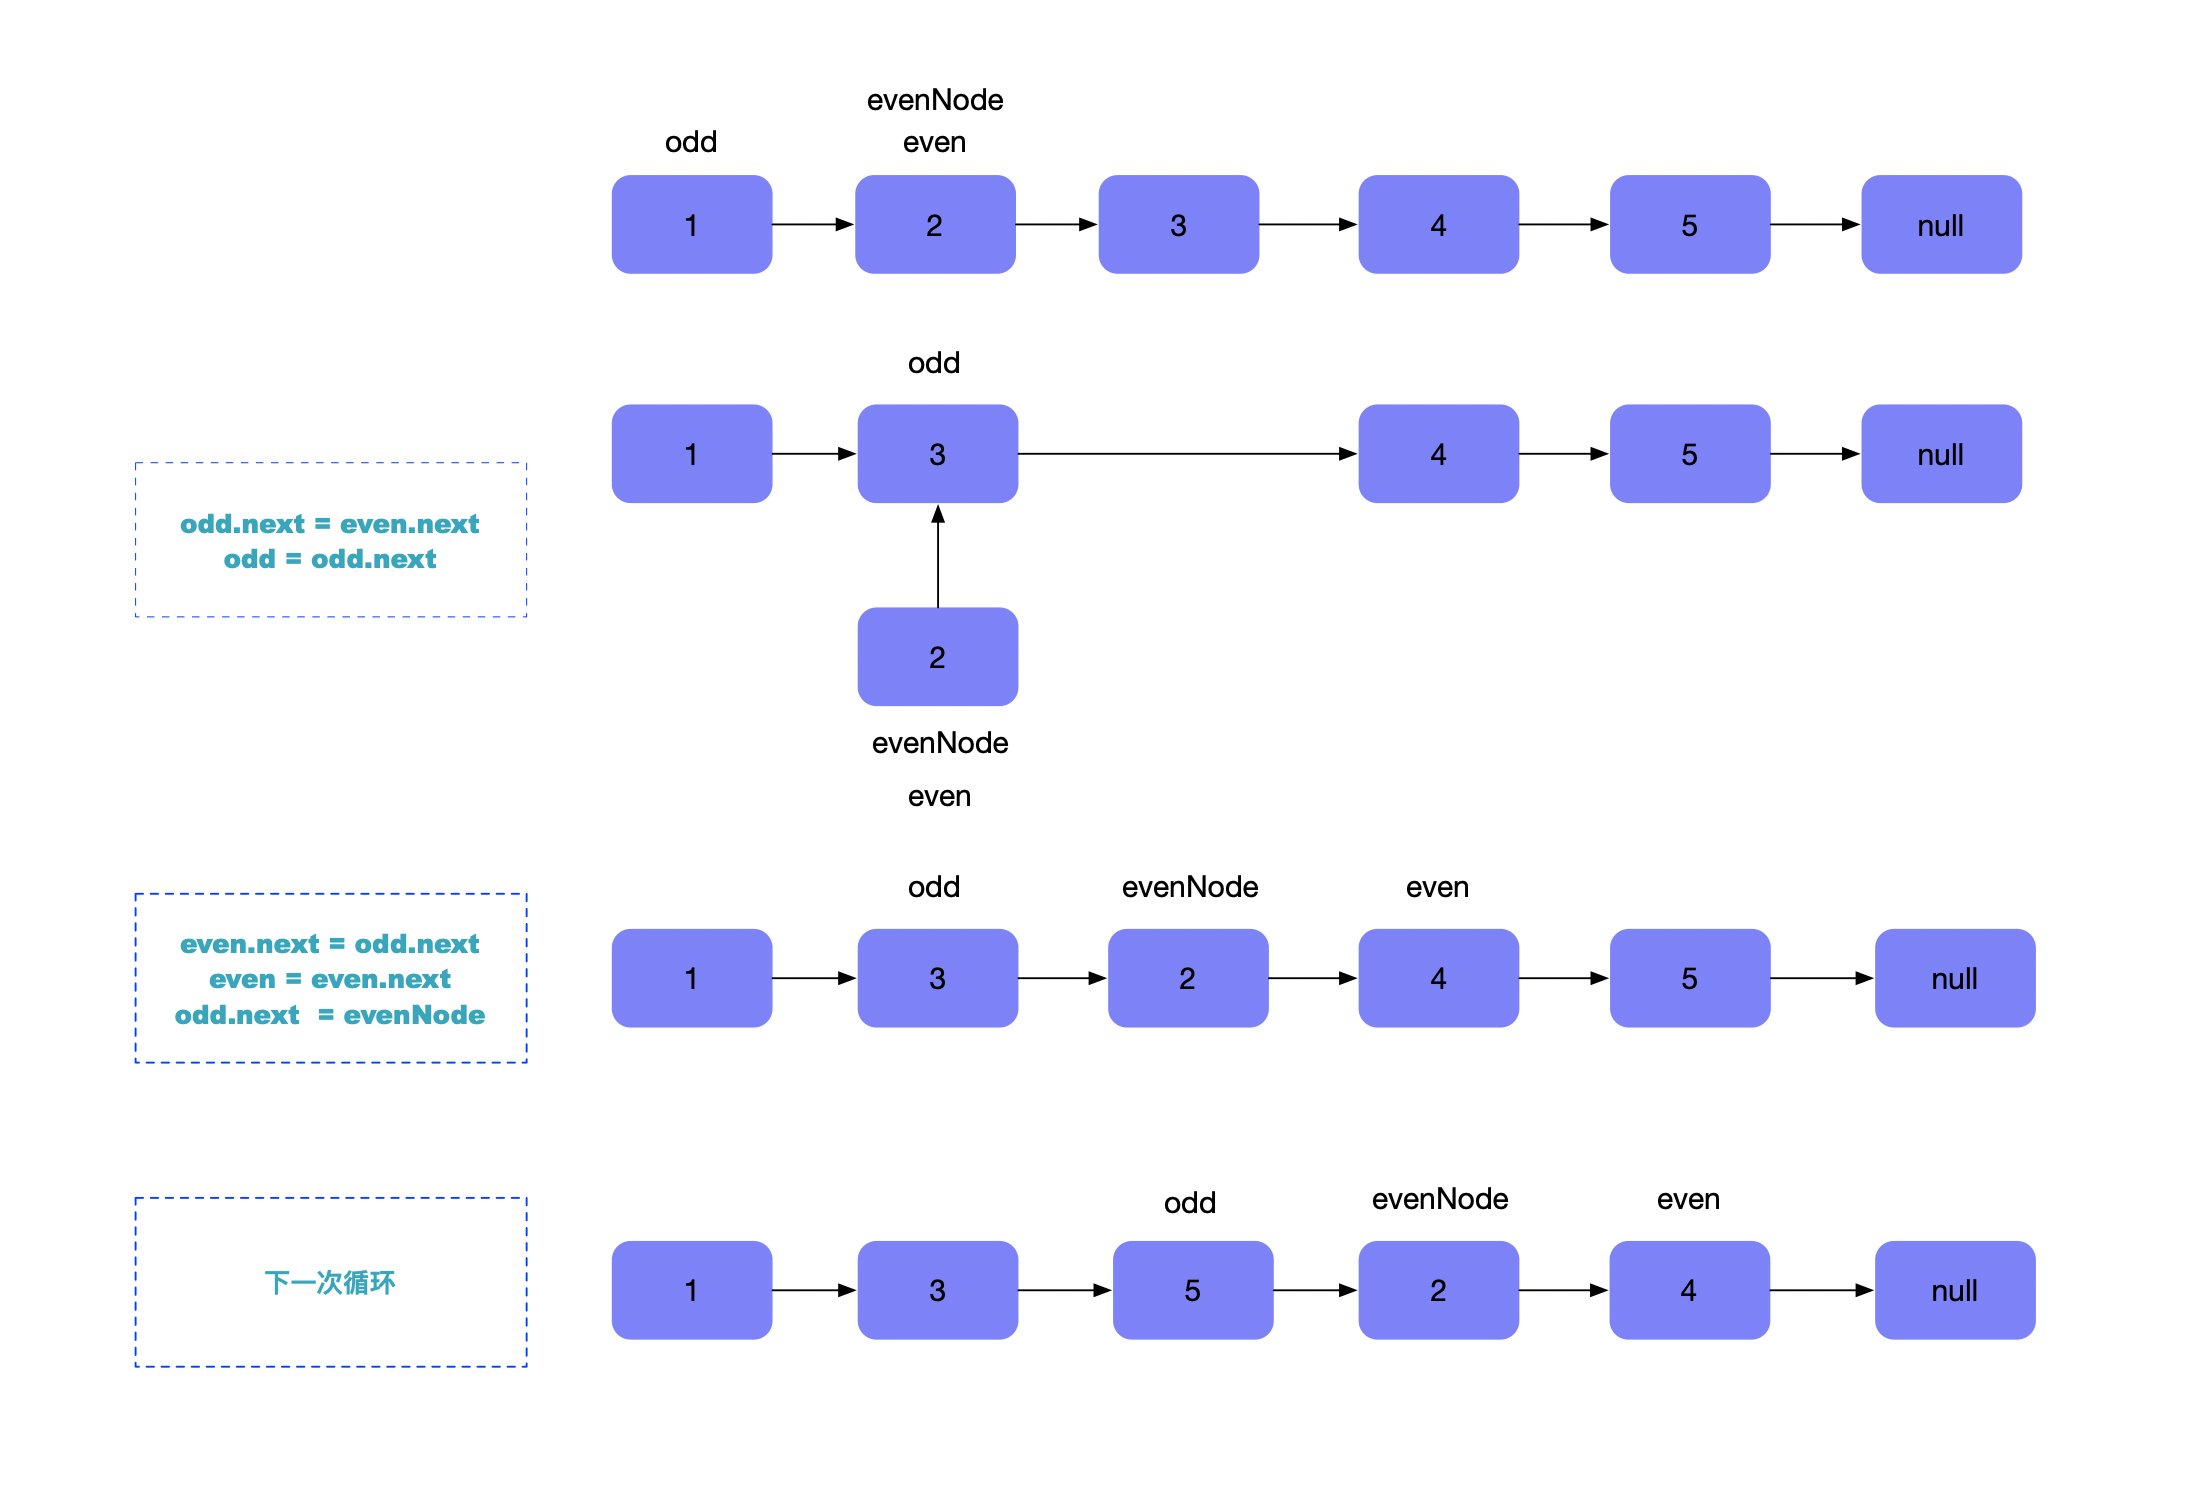 evenNode
odd even
1 2 3 4 5 null
odd
1 3 4 5 null
odd.next = even.next
odd = odd.next
2
evenNode
even
odd evenNode even
even.next = odd.next
even = even.next
odd.next = evenNode
1 3 2 4 5 null
odd evenNode even
下一次循环
1 3 5 2 4 null